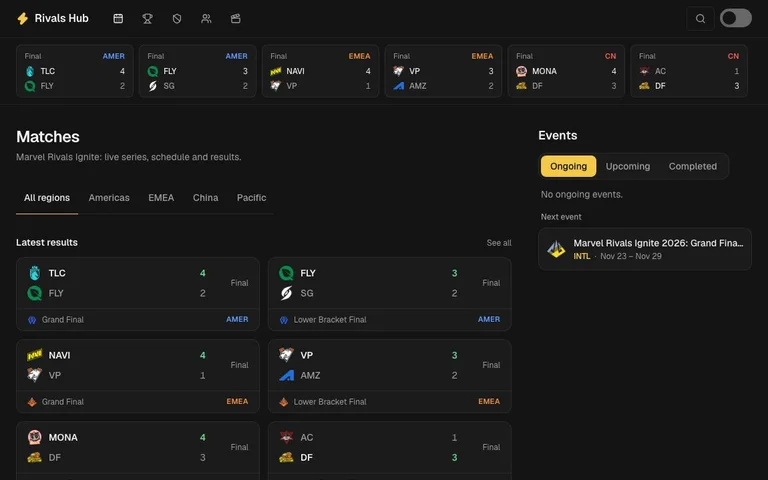 Rivals Hub
Final AMER
TLC 4
FLY 2
Final AMER
FLY 3
SG 2
Final EMEA
NAVI 4
VP 1
Final EMEA
VP 3
AMZ 2
Final CN
MONA 4
DF 3
Final CN
AC 1
DF 3
Matches
Marvel Rivals Ignite: live series, schedule and results.
All regions Americas EMEA China Pacific
Latest results See all
TLC 4
Final
FLY 2
Grand Final AMER
FLY 3
Final
SG 2
Lower Bracket Final AMER
NAVI 4
Final
VP 1
Grand Final EMEA
VP 3
Final
AMZ 2
Lower Bracket Final EMEA
MONA 4
Final
DF 3
AC 1
Final
DF 3
Events
Ongoing Upcoming Completed
No ongoing events.
Next event
Marvel Rivals Ignite 2026: Grand Fina...
INTL · Nov 23 – Nov 29